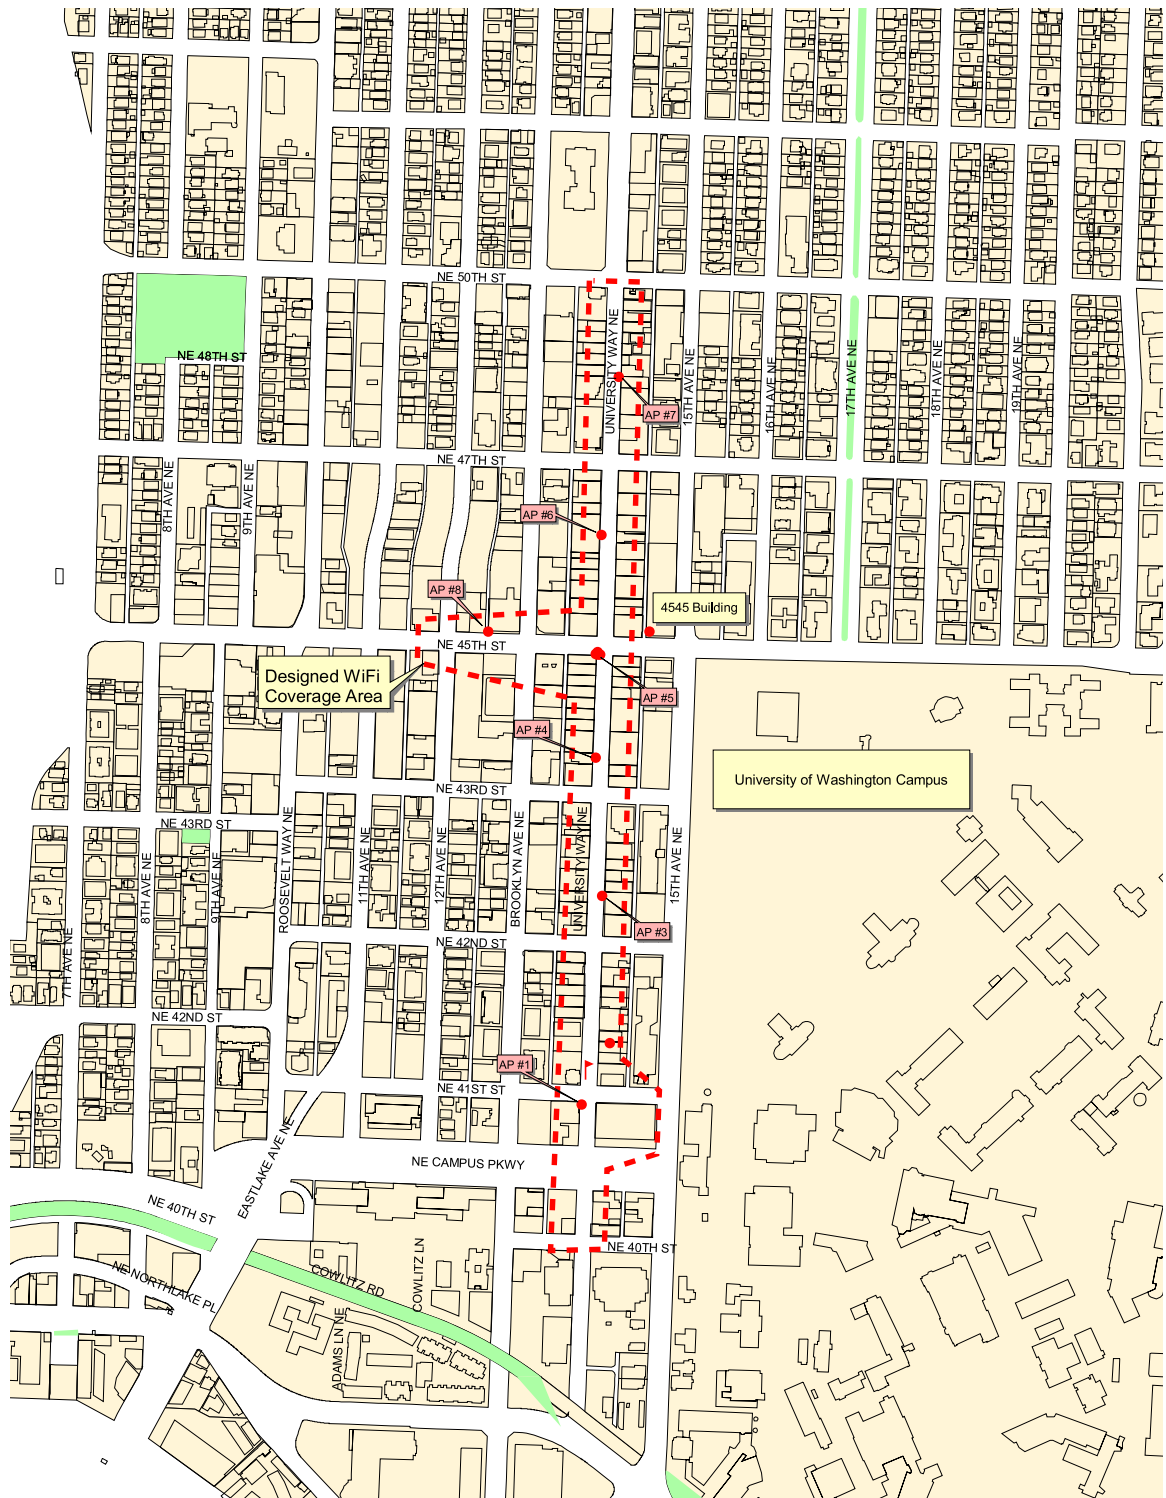 NE 50TH ST
UNIVERSITY WAY NE
NE 48TH ST
15TH AVE NE
16TH AVE NE
17TH AVE NE
18TH AVE NE
19TH AVE NE
AP #7
NE 47TH ST
8TH AVE NE
9TH AVE NE
AP #6
AP #8
4545 Building
NE 45TH ST
Designed WiFi
Coverage Area
AP #5
AP #4
University of Washington Campus
NE 43RD ST
NE 43RD ST
8TH AVE NE
9TH AVE NE
ROOSEVELT WAY NE
11TH AVE NE
12TH AVE NE
BROOKLYN AVE NE
UNIVERSITY WAY NE
15TH AVE NE
AP #3
7TH AVE NE
NE 42ND ST
NE 42ND ST
AP #1
NE 41ST ST
EASTLAKE AVE NE
NE CAMPUS PKWY
NE 40TH ST
NE 40TH ST
NE NORTHLAKE PL
COWLITZ RD
COWLITZ LN
ADAMS LN NE